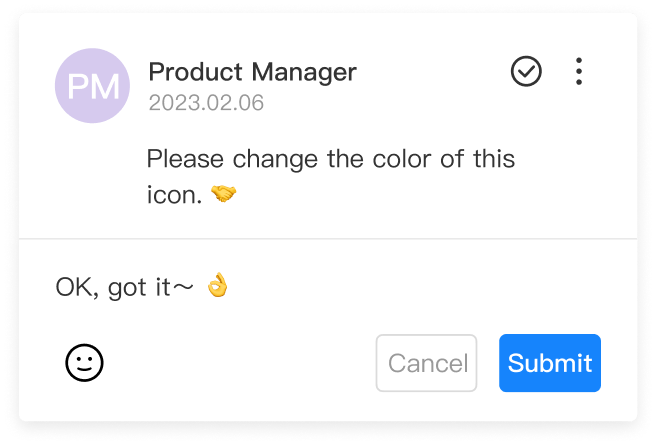 PM
Product Manager
2023.02.06
Please change the color of this
icon. 🤝
OK, got it～ 👌
Cancel
Submit